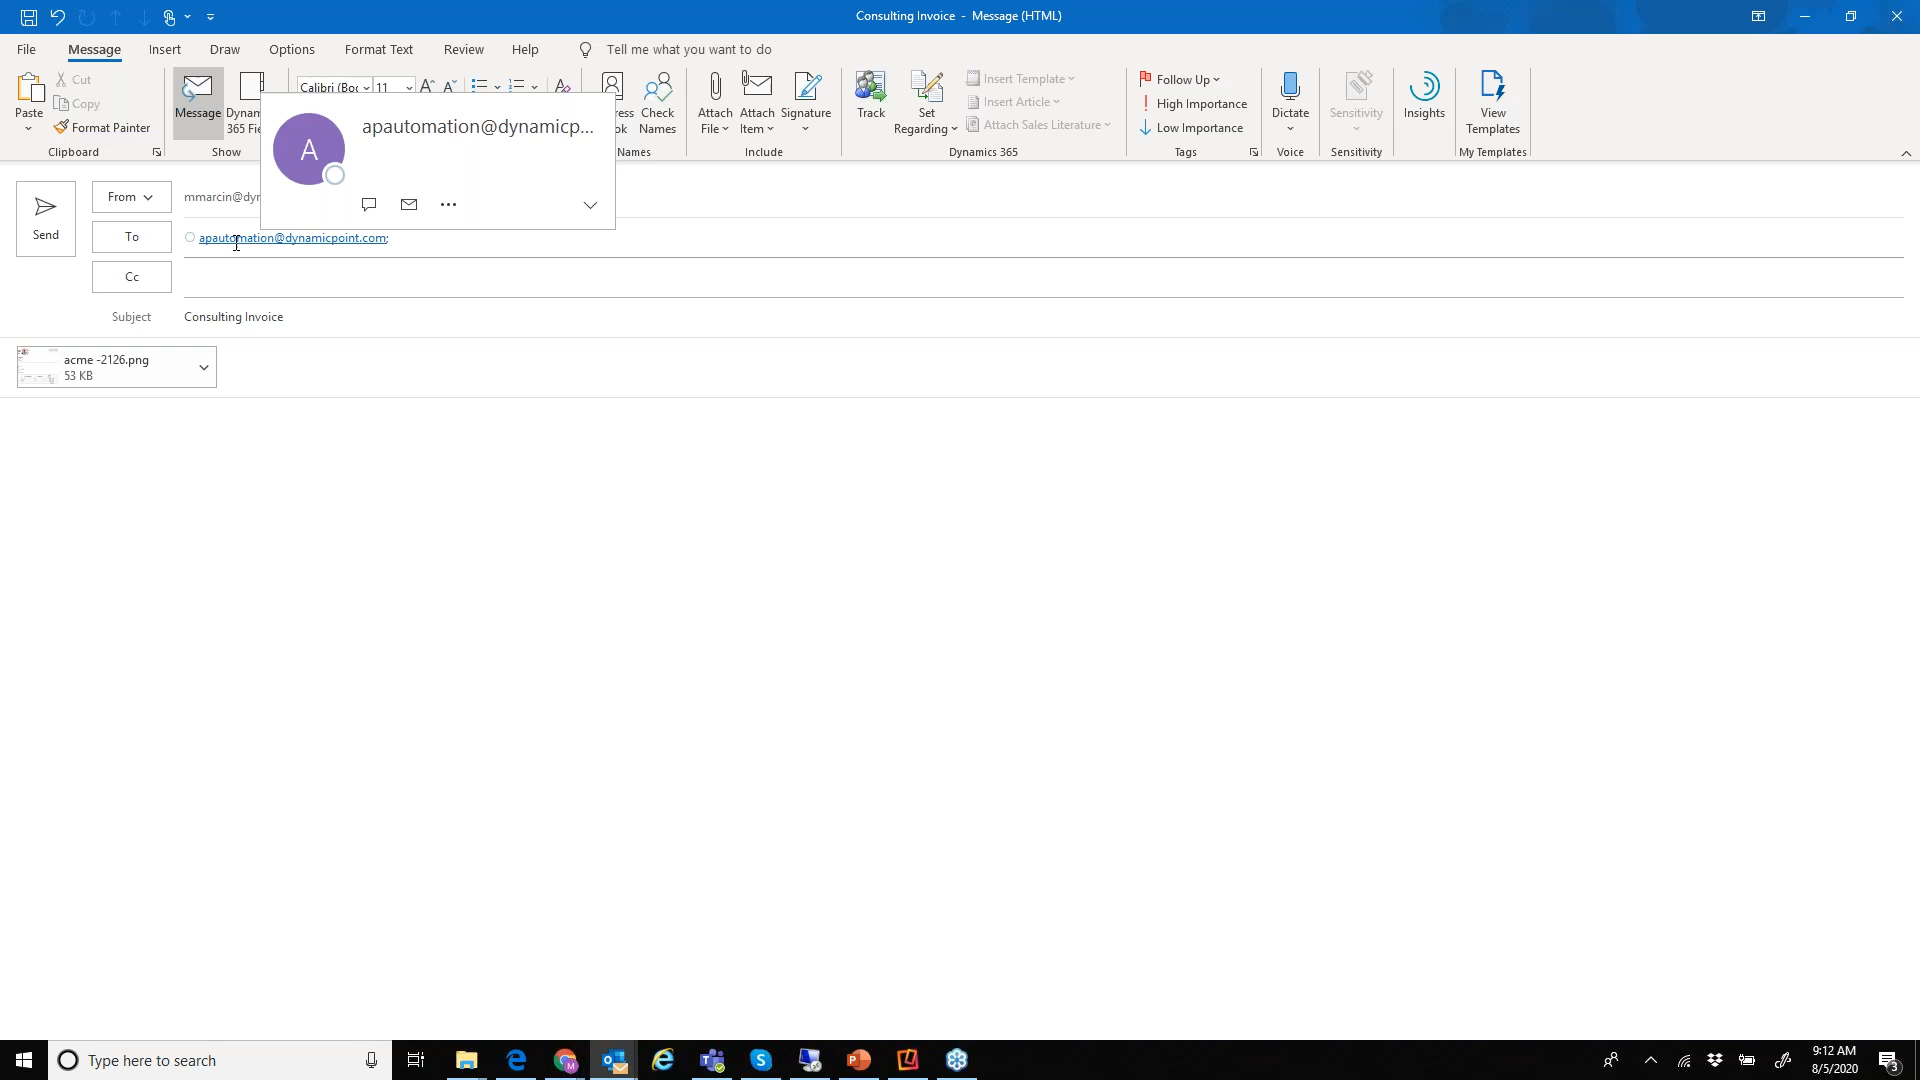 Consulting Invoice - Message (HTML)
File Message Insert Draw Options Format Text Review Help Tell me what you want to do
Paste
Cut
Copy
Format Painter
Clipboard
Message
365
Show
Calibri 11
Check
Names
Names
Attach
File
Attach
Item
Signature
Include
Track
Set
Regarding
Insert Template
Insert Article
Attach Sales Literature
Dynamics 365
Follow Up
High Importance
Low Importance
Tags
Dictate
Voice
Sensitivity
Sensitivity
Insights
View
Templates
My Templates
A
apautomation@dynamicp...
Send
From
To
apautomation@dynamicpoint.com;
Cc
Subject Consulting Invoice
acme -2126.png
53 KB
Type here to search
9:12 AM
8/5/2020
3